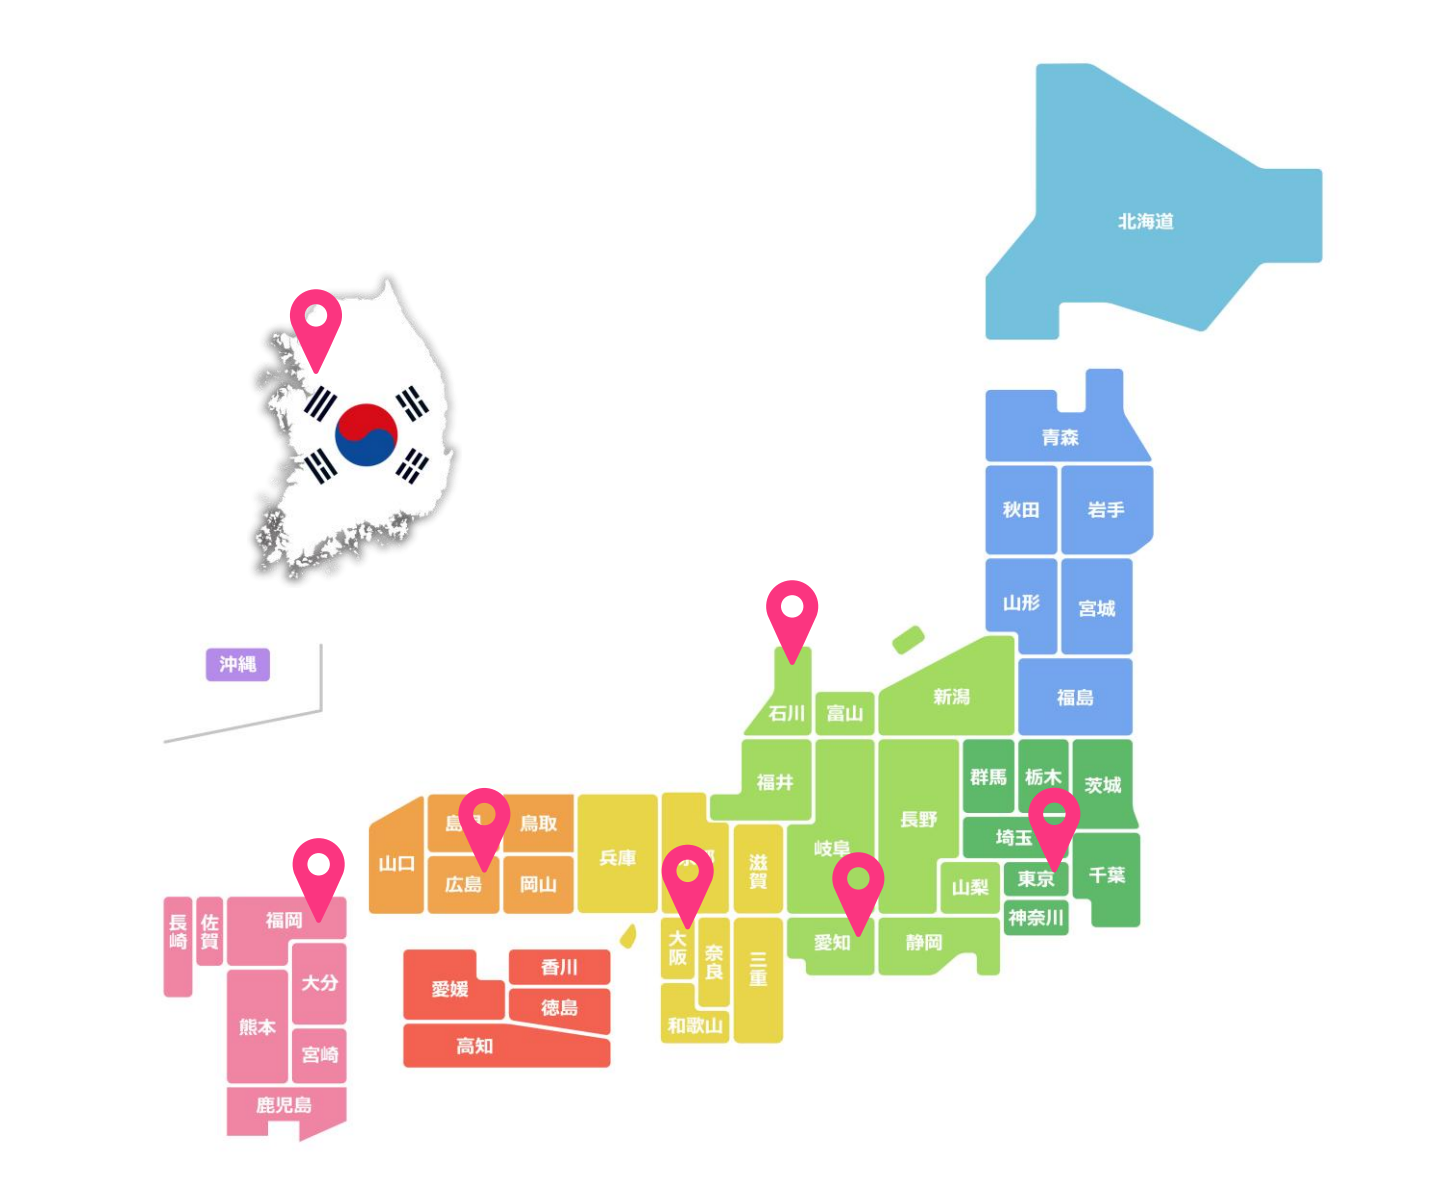 北海道
青森
秋田
岩手
山形
宮城
福島
沖縄
石川
富山
新潟
福井
群馬
栃木
茨城
長野
埼玉
岐阜
山梨
東京
千葉
神奈川
愛知
静岡
鳥取
山口
広島
岡山
兵庫
滋賀
大阪
奈良
三重
和歌山
長崎
佐賀
福岡
大分
熊本
宮崎
鹿児島
愛媛
香川
徳島
高知